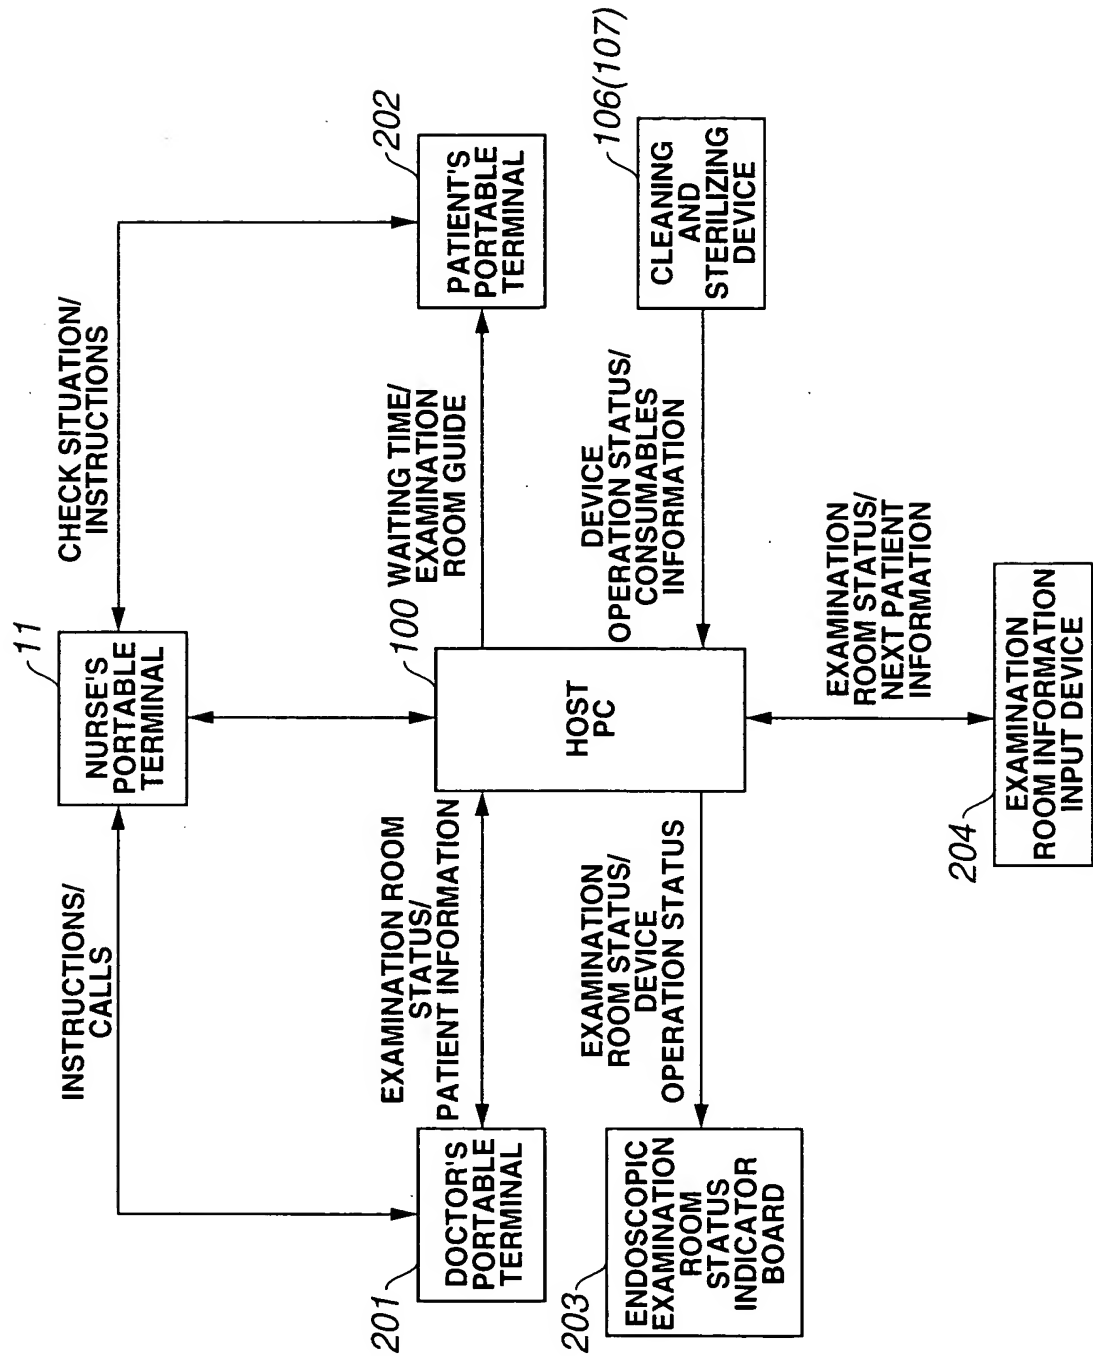 11
NURSE'S
PORTABLE
TERMINAL
INSTRUCTIONS/
CALLS
CHECK SITUATION/
INSTRUCTIONS
201
DOCTOR'S
PORTABLE
TERMINAL
EXAMINATION ROOM
STATUS/
PATIENT INFORMATION
100
HOST
PC
WAITING TIME/
EXAMINATION
ROOM GUIDE
202
PATIENT'S
PORTABLE
TERMINAL
203
ENDOSCOPIC
EXAMINATION
ROOM
STATUS
INDICATOR
BOARD
EXAMINATION
ROOM STATUS/
DEVICE
OPERATION STATUS
DEVICE
OPERATION STATUS/
CONSUMABLES
INFORMATION
106(107)
CLEANING
AND
STERILIZING
DEVICE
EXAMINATION
ROOM STATUS/
NEXT PATIENT
INFORMATION
204
EXAMINATION
ROOM INFORMATION
INPUT DEVICE